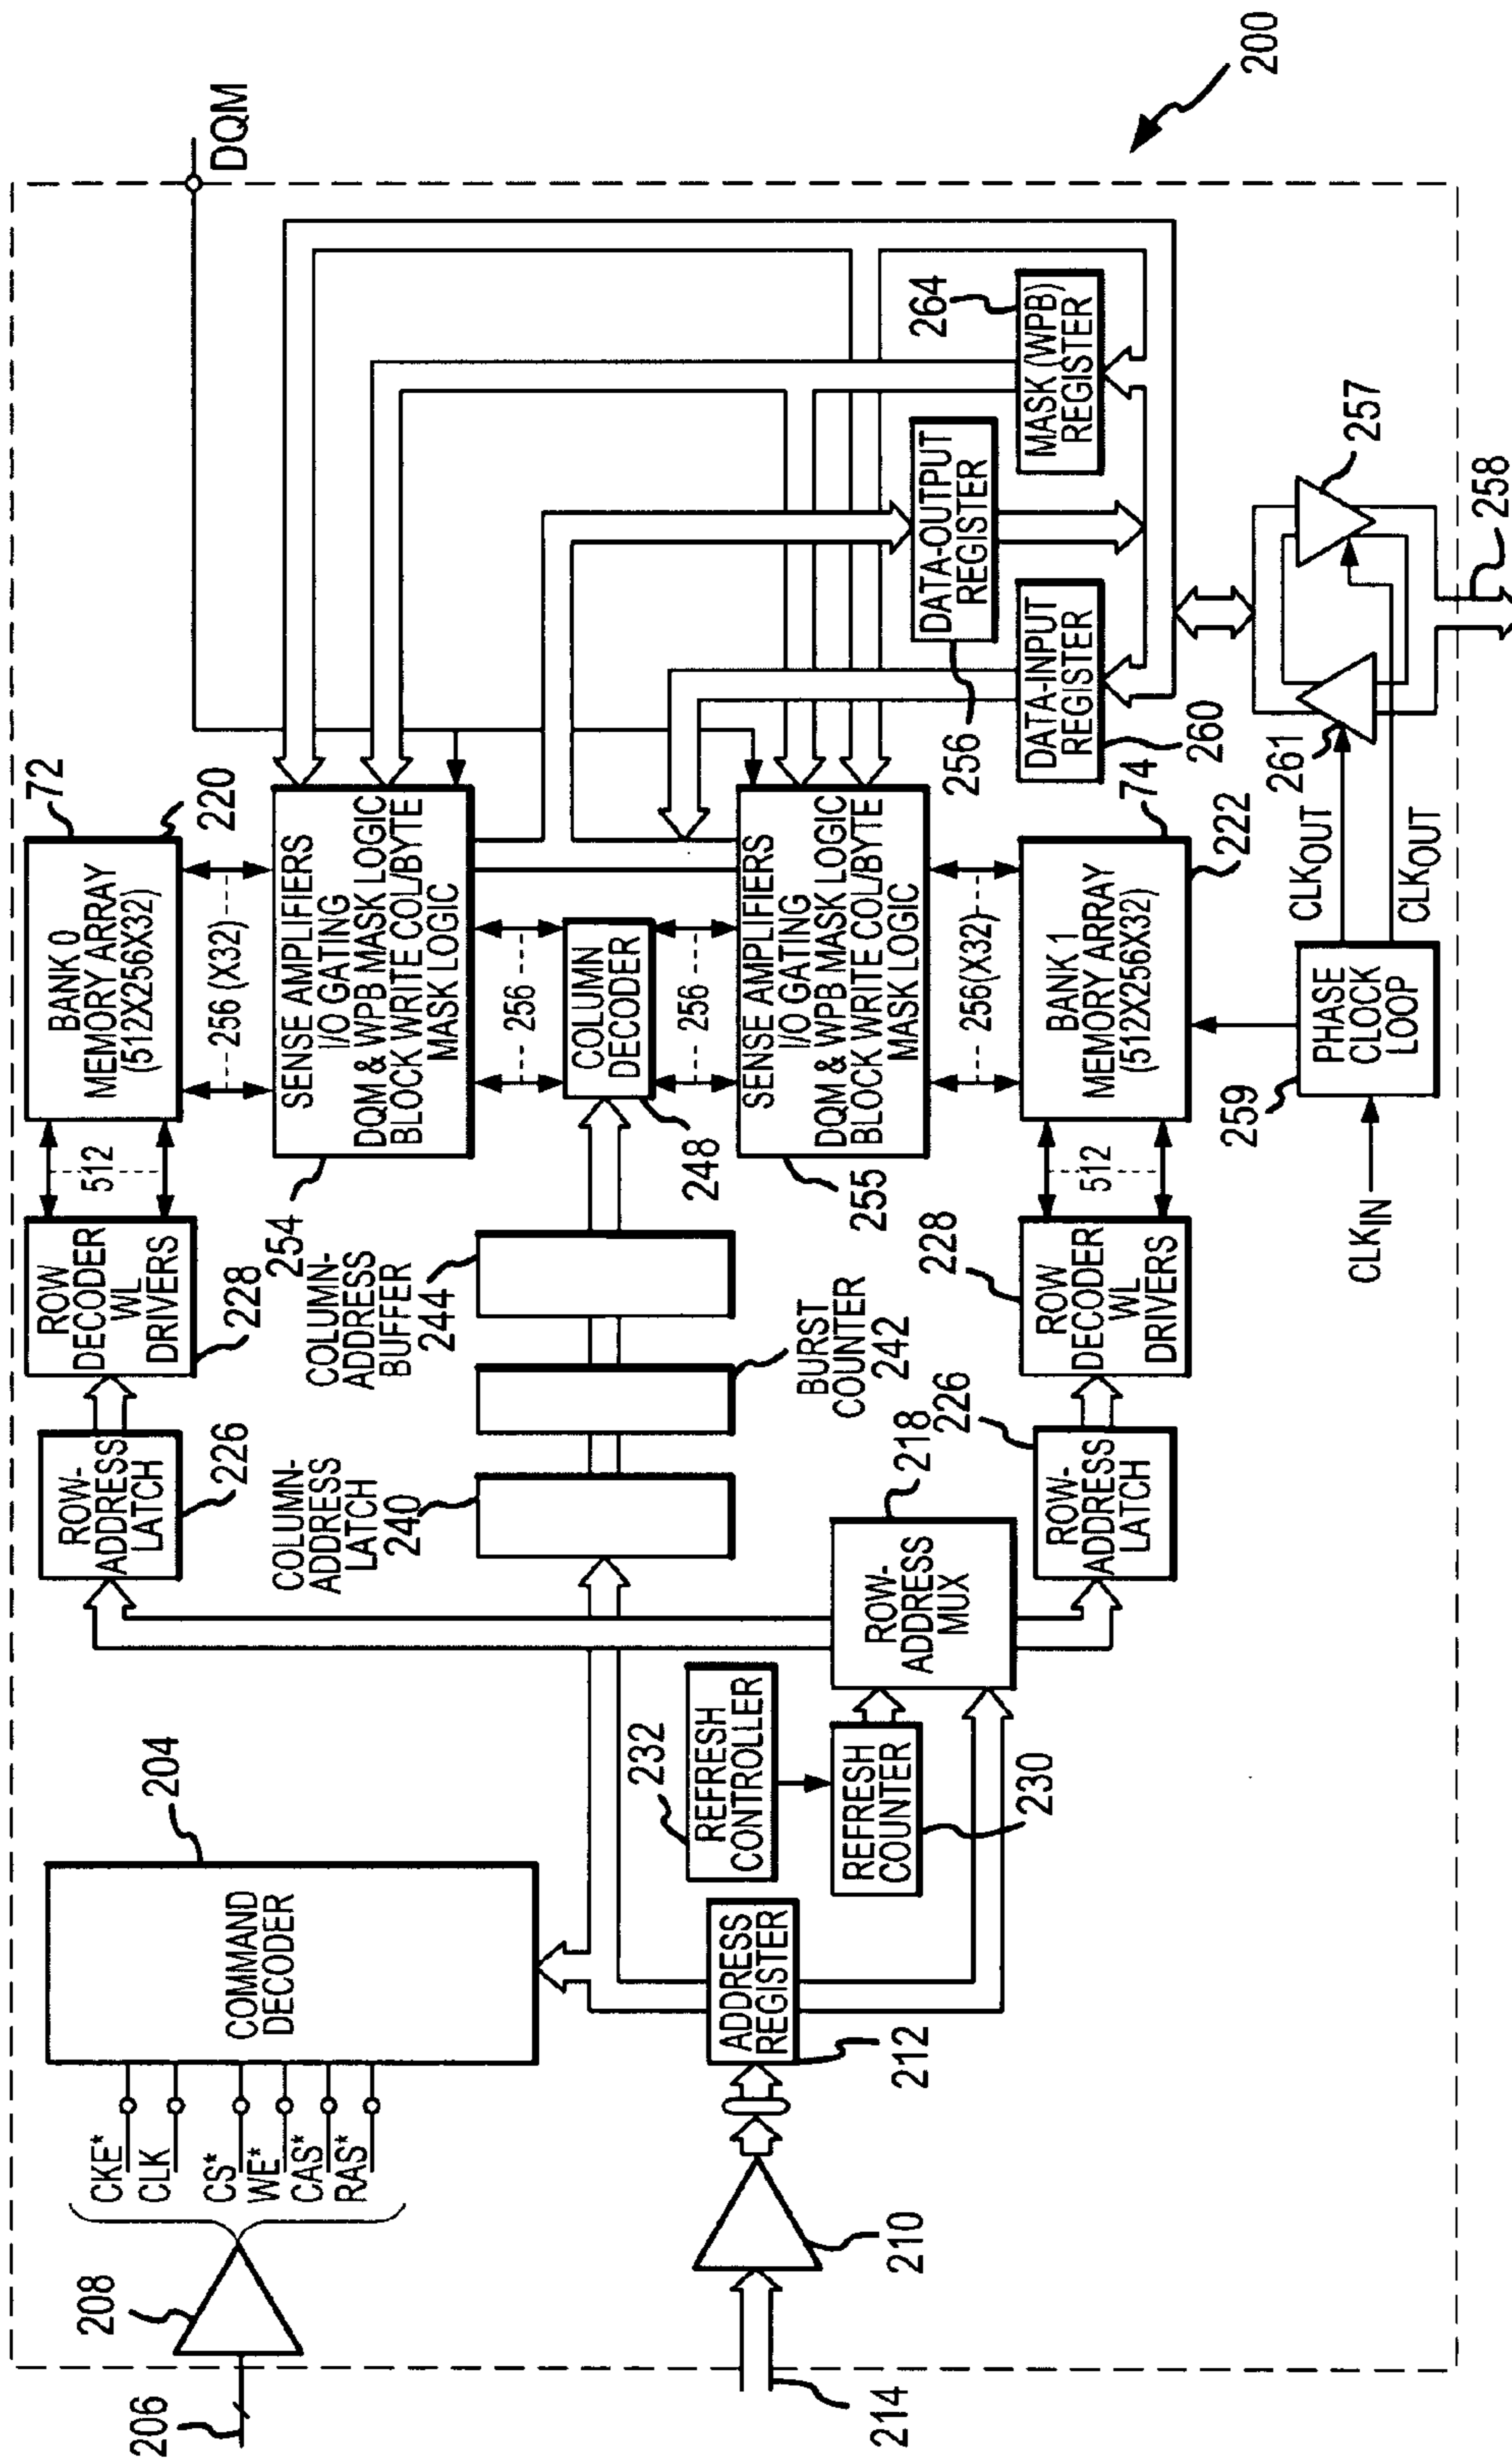 206
208
CKE*
CLK
CS*
WE*
CAS*
RAS*
COMMAND
DECODER
204
214
210
ADDRESS
REGISTER
212
REFRESH
CONTROLLER
232
REFRESH
COUNTER
230
ROW-
ADDRESS
MUX
218
ROW-
ADDRESS
LATCH
226
ROW
DECODER
WL
DRIVERS
228
512
BANK 0
MEMORY ARRAY
(512X256X32)
72
220
256 (X32)
SENSE AMPLIFIERS
I/O GATING
DQM & WPB MASK LOGIC
BLOCK WRITE COL/BYTE
MASK LOGIC
254
COLUMN-
ADDRESS
LATCH
240
BURST
COUNTER
242
COLUMN-
ADDRESS
BUFFER
244
256
COLUMN
DECODER
248
256
SENSE AMPLIFIERS
I/O GATING
DQM & WPB MASK LOGIC
BLOCK WRITE COL/BYTE
MASK LOGIC
255
256(X32)
ROW-
ADDRESS
LATCH
226
ROW
DECODER
WL
DRIVERS
228
512
BANK 1
MEMORY ARRAY
(512X256X32)
74
222
CLKIN
PHASE
CLOCK
LOOP
259
CLKOUT
CLKOUT
DATA-INPUT
REGISTER
260
DATA-OUTPUT
REGISTER
256
MASK (WPB)
REGISTER
264
261
257
258
DQM
200